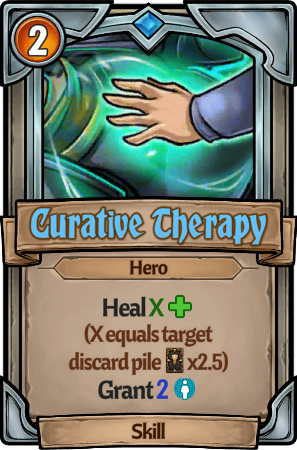 2
Curative Therapy
Hero
Heal X
(X equals target
discard pile x2.5)
Grant 2
Skill